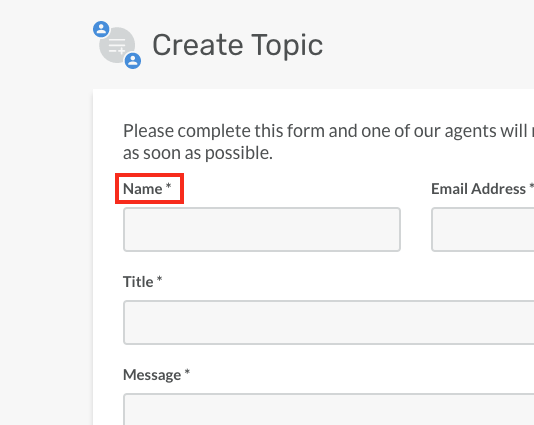 Create Topic
Please complete this form and one of our agents will
as soon as possible.
Name *
Email Address *
Title *
Message *